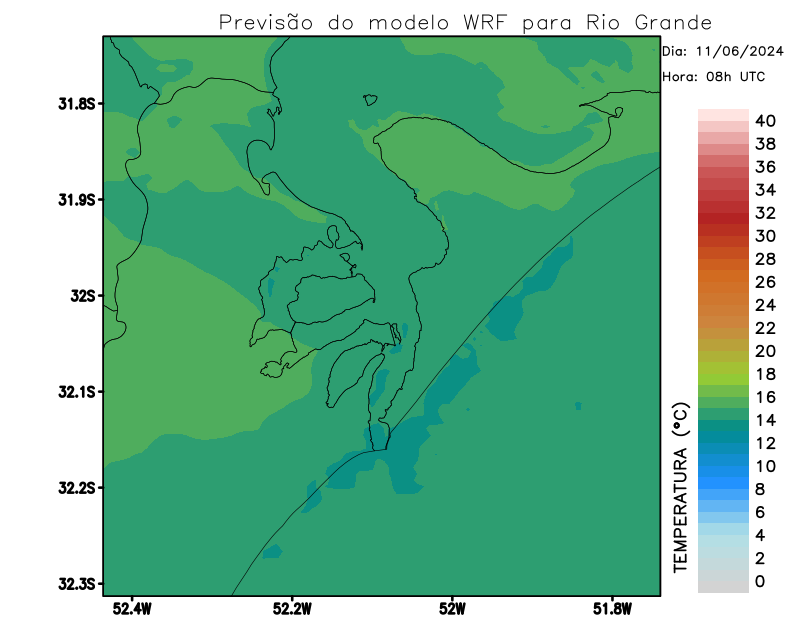 Previsão do modelo WRF para Rio Grande
Dia: 11/06/2024
Hora: 08h UTC
31.8S
31.9S
32S
32.1S
32.2S
32.3S
52.4W
52.2W
52W
51.8W
TEMPERATURA (°C)
40
38
36
34
32
30
28
26
24
22
20
18
16
14
12
10
8
6
4
2
0